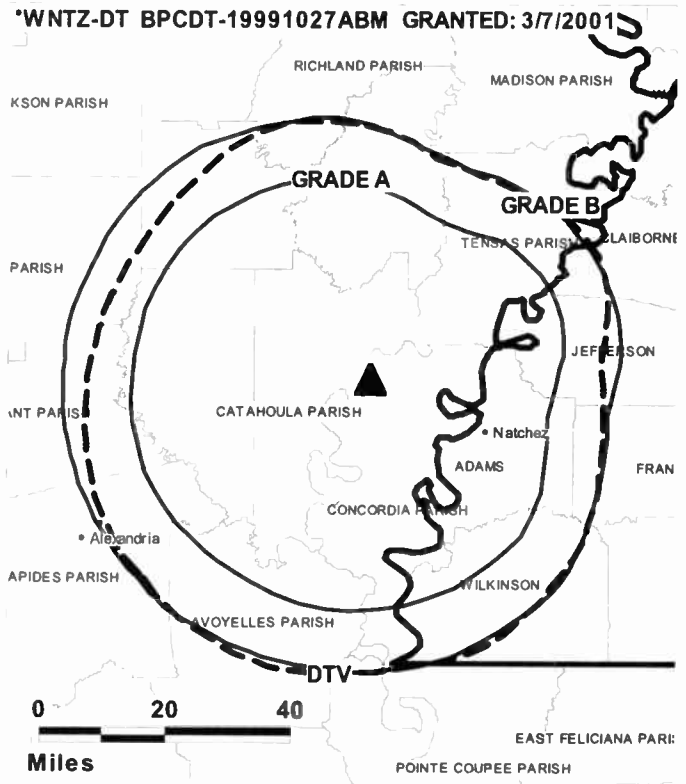 *WNTZ-DT BPCDT-19991027ABM GRANTED: 3/7/2001
RICHLAND PARISH
MADISON PARISH
KSON PARISH
GRADE A
GRADE B
TENSAS PARISH
CLAIBORNE
PARISH
JEFFERSON
ANT PARISH
CATAHOULA PARISH
Natchez
ADAMS
FRAN
CONCORDIA PARISH
Alexandria
APIDES PARISH
WILKINSON
AVOYELLES PARISH
DTV
0 20 40
Miles
EAST FELICIANA PARI
POINTE COUPEE PARISH